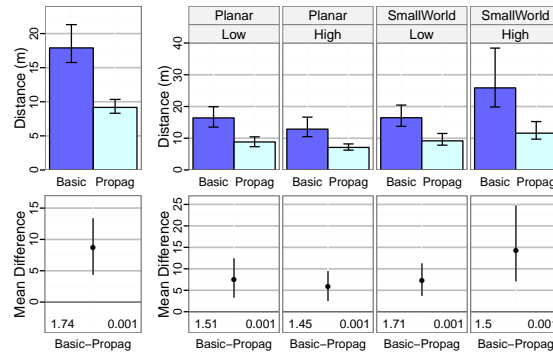 Planar Planar SmallWorld SmallWorld
Low High Low High
Distance (m)
20
15
10
5
0
Basic Propag
Distance (m)
40
30
20
10
0
Basic Propag Basic Propag Basic Propag Basic Propag
Mean Difference
15
10
5
0
1.74 0.001
Basic−Propag
Mean Difference
25
20
15
10
5
0
1.51 0.001 1.45 0.001 1.71 0.001 1.5 0.001
Basic−Propag Basic−Propag Basic−Propag Basic−Propag